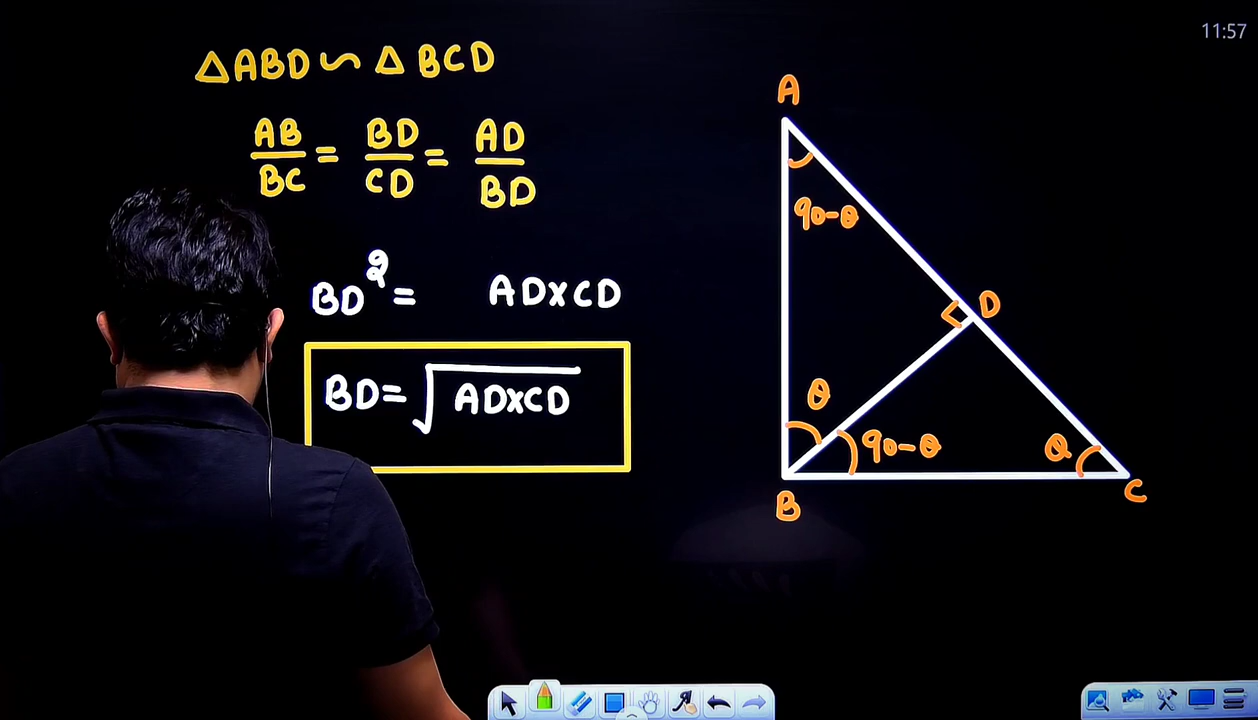 11:57
△ABD ∽ △BCD
AB/BC = BD/CD = AD/BD
BD² = AD×CD
BD = √AD×CD
A
90-θ
D
θ
90-θ
θ
B
C